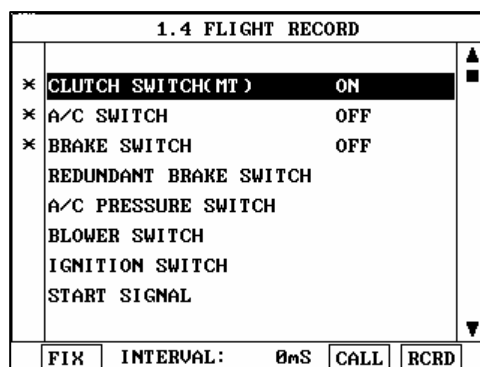 1.4 FLIGHT RECORD
* CLUTCH SWITCH(MT) ON
* A/C SWITCH OFF
* BRAKE SWITCH OFF
REDUNDANT BRAKE SWITCH
A/C PRESSURE SWITCH
BLOWER SWITCH
IGNITION SWITCH
START SIGNAL
FIX INTERVAL: 0mS CALL RCRD